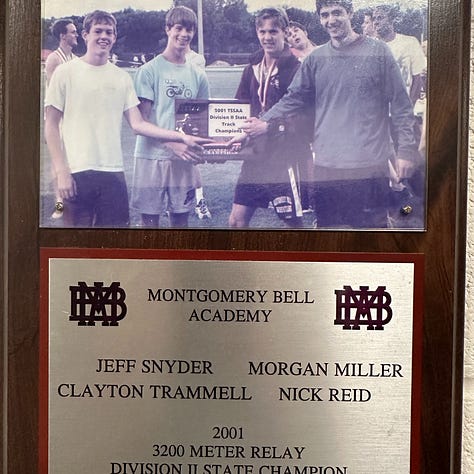 2001 TSSAA
Division II State
Track
Champions
MBA
MONTGOMERY BELL
ACADEMY
MBA
JEFF SNYDER MORGAN MILLER
CLAYTON TRAMMELL NICK REID
2001
3200 METER RELAY
DIVISION II STATE CHAMPION